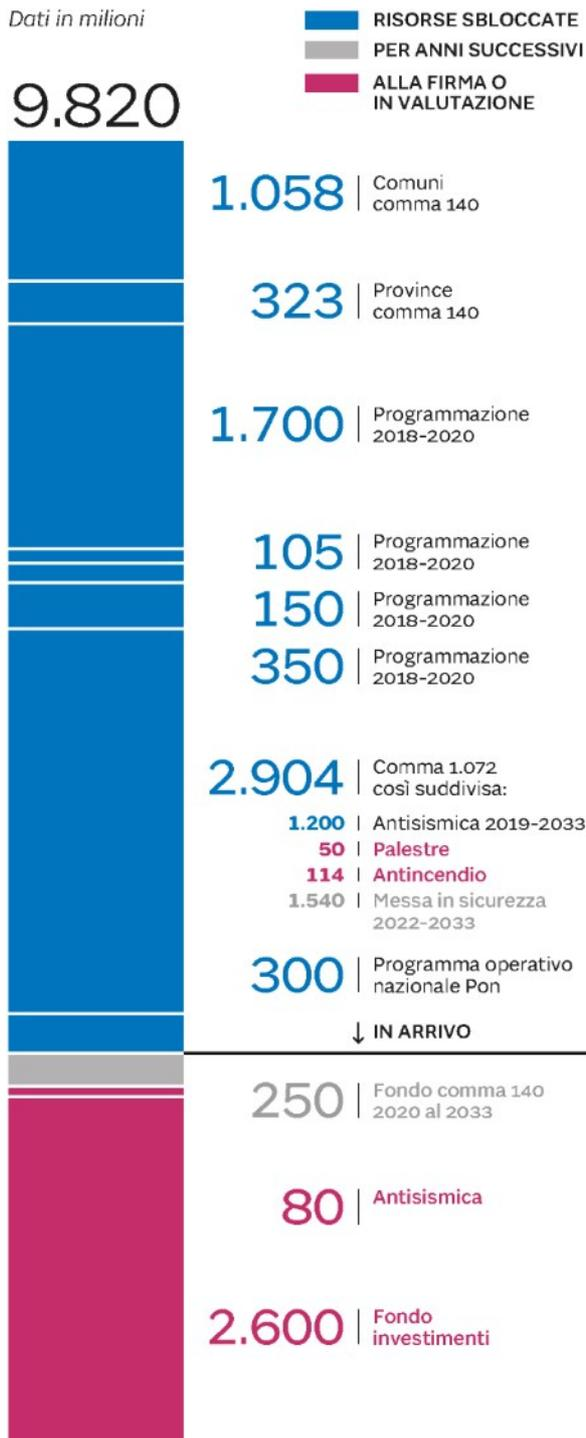 Dati in milioni
RISORSE SBLOCCATE
PER ANNI SUCCESSIVI
ALLA FIRMA O
IN VALUTAZIONE
9.820
1.058 Comuni
comma 140
323 Province
comma 140
1.700 Programmazione
2018-2020
105 Programmazione
2018-2020
150 Programmazione
2018-2020
350 Programmazione
2018-2020
2.904 Comma 1.072
così suddivisa:
1.200 Antisismica 2019-2033
50 Palestre
114 Antincendio
1.540 Messa in sicurezza
2022-2033
300 Programma operativo
nazionale Pon
↓ IN ARRIVO
250 Fondo comma 140
2020 al 2033
80 Antisismica
2.600 Fondo
investimenti